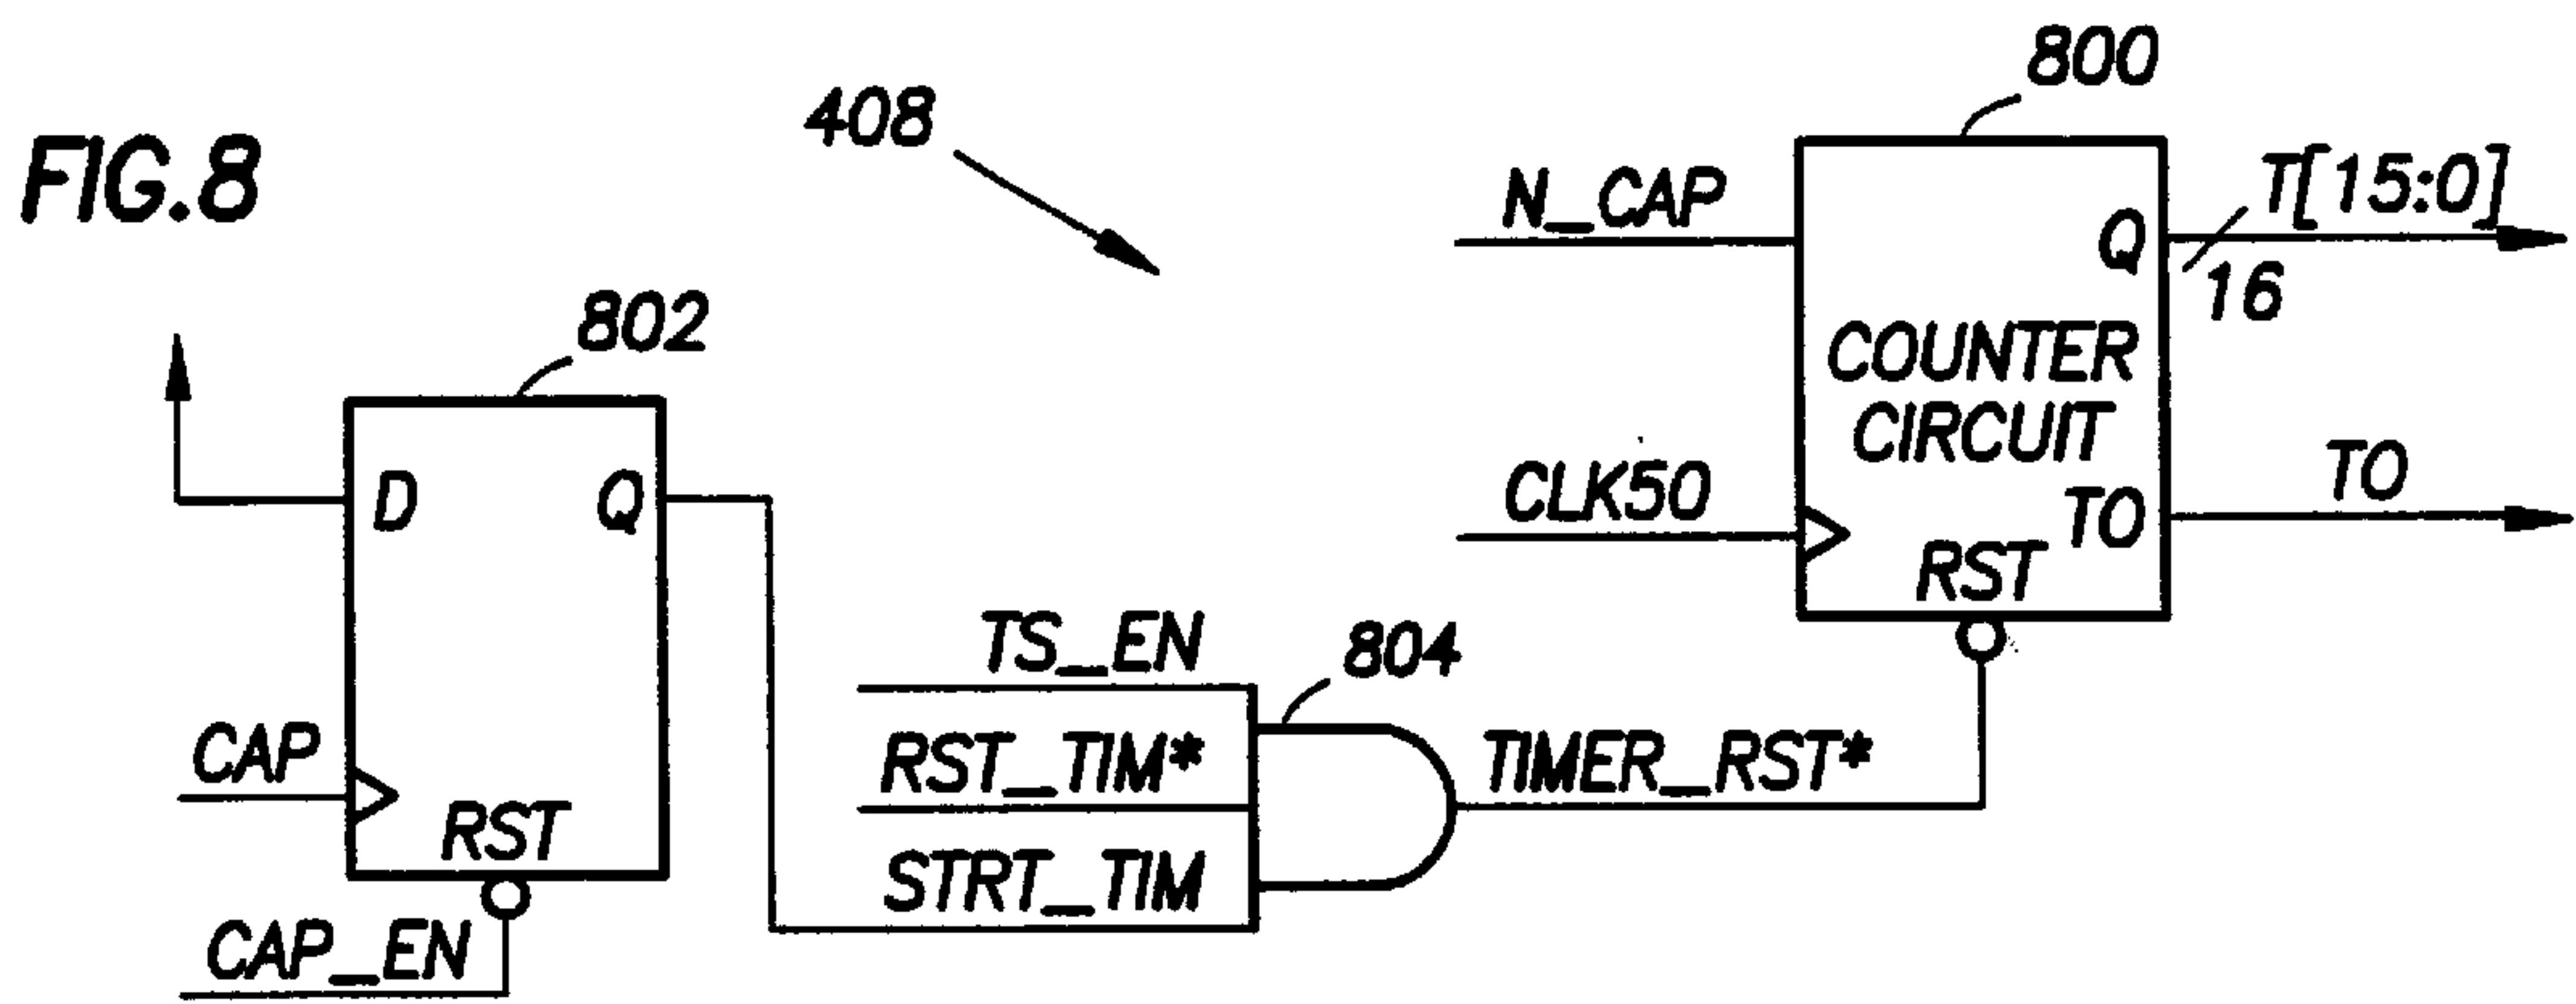 FIG.8
408
800
N_CAP
Q
T[15:0]
16
COUNTER
CIRCUIT
CLK50
TO
TO
RST
802
D
Q
CAP
RST
CAP_EN
TS_EN
804
RST_TIM*
STRT_TIM
TIMER_RST*